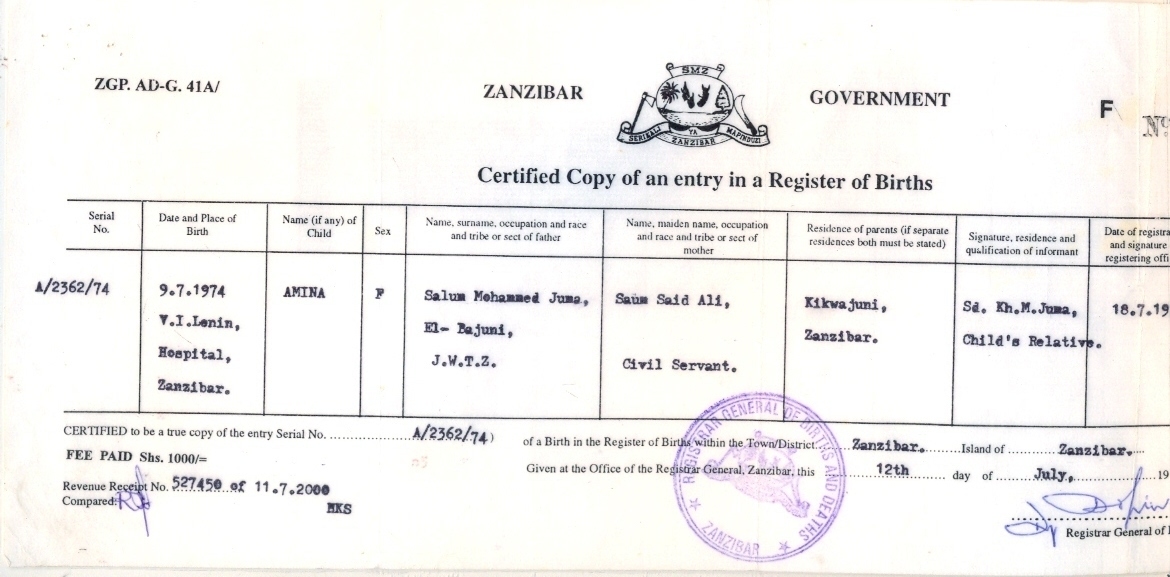 ZGP. AD-G. 41A/
ZANZIBAR
SMZ
SERIKALI YA MAPINDUZI
ZANZIBAR
GOVERNMENT
F
Nº
Certified Copy of an entry in a Register of Births
Serial
No.
Date and Place of
Birth
Name (if any) of
Child
Sex
Name, surname, occupation and race
and tribe or sect of father
Name, maiden name, occupation
and race and tribe or sect of
mother
Residence of parents (if separate
residences both must be stated)
Signature, residence and
qualification of informant
Date of registra
and signature
registering offi
A/2362/74
9.7.1974
V.I.Lenin,
Hospital,
Zanzibar.
AMINA
F
Salum Mohammed Juma,
El- Bajuni,
J.W.T.Z.
Saum Said Ali,
Civil Servant.
Kikwajuni,
Zanzibar.
Sd. Kh.M.Juma,
Child's Relative.
18.7.19
CERTIFIED to be a true copy of the entry Serial No. A/2362/74) of a Birth in the Register of Births within the Town/District Zanzibar. Island of Zanzibar.
FEE PAID Shs. 1000/=
Given at the Office of the Registrar General, Zanzibar, this 12th day of July, 19
Revenue Receipt No. 527450 of 11.7.2000
Compared:
MKS
Registrar General of
REGISTRAR GENERAL OF BIRTHS AND DEATHS
ZANZIBAR